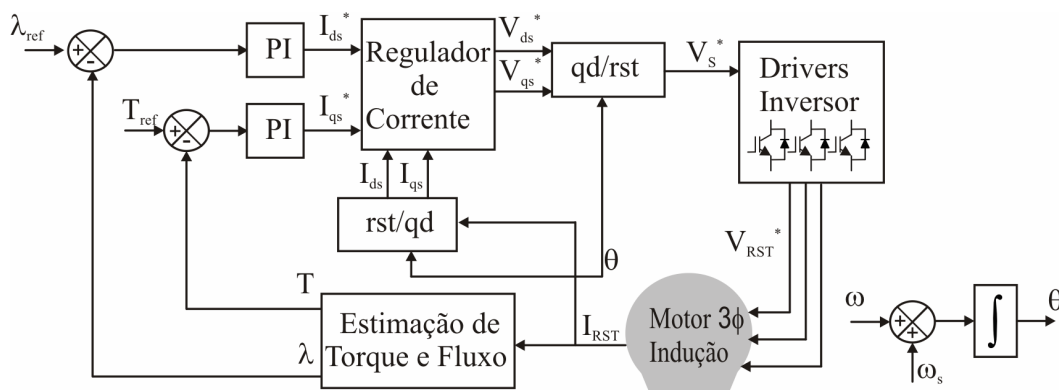 λref
+
-
PI
Ids*
Regulador
de
Corrente
Vds*
Vqs*
qd/rst
VS*
Drivers
Inversor
Tref
+
-
PI
Iqs*
Ids
Iqs
rst/qd
θ
VRST*
T
λ
Estimação de
Torque e Fluxo
IRST
Motor 3ϕ
Indução
ω
+
+
ωs
∫
θ